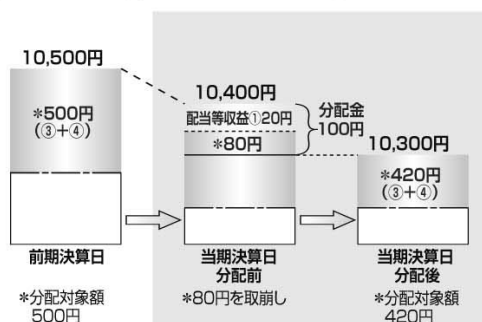 10,500円
*500円
(③+④)
前期決算日
*分配対象額
500円
10,400円
配当等収益①20円
*80円
分配金
100円
当期決算日
分配前
*80円を取崩し
10,300円
*420円
(③+④)
当期決算日
分配後
*分配対象額
420円